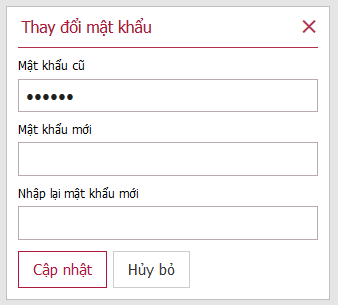 Thay đổi mật khẩu
Mật khẩu cũ
••••••
Mật khẩu mới
Nhập lại mật khẩu mới
Cập nhật
Hủy bỏ